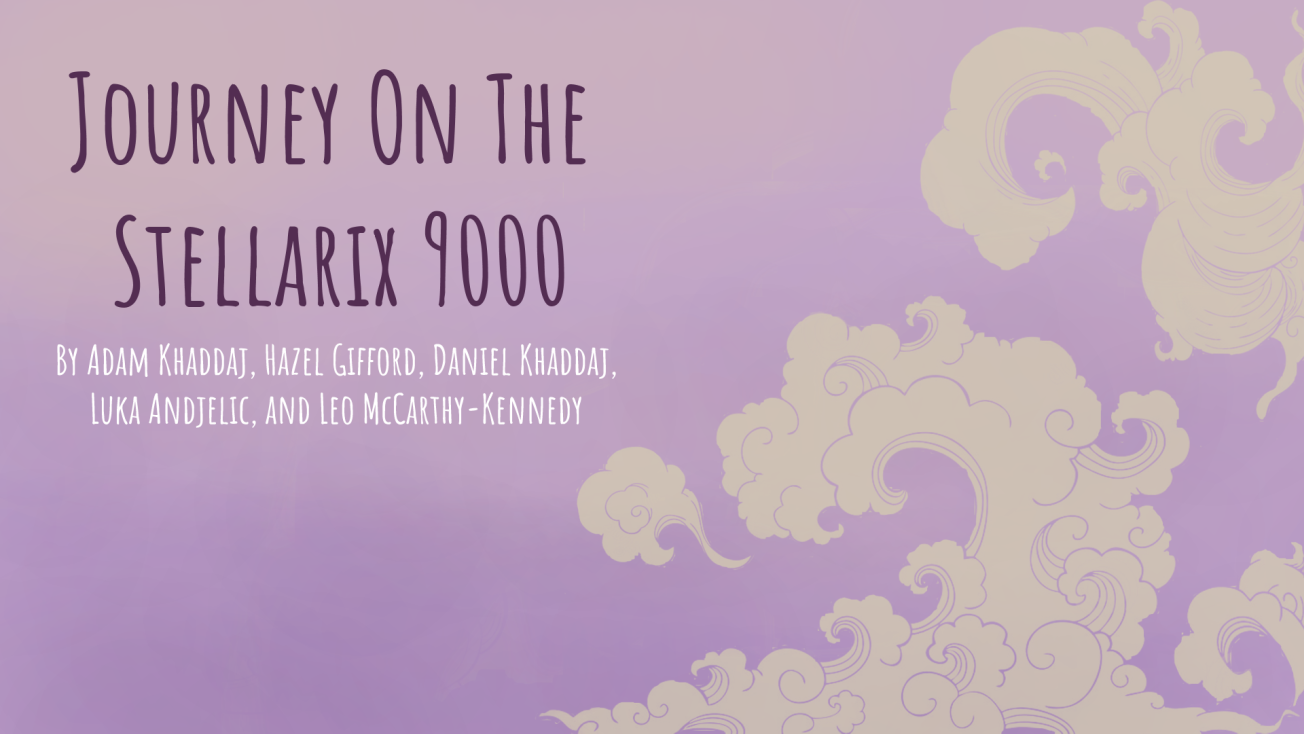 Journey On The
Stellarix 9000
By Adam Khaddaj, Hazel Gifford, Daniel Khaddaj,
Luka Andjelic, and Leo McCarthy-Kennedy